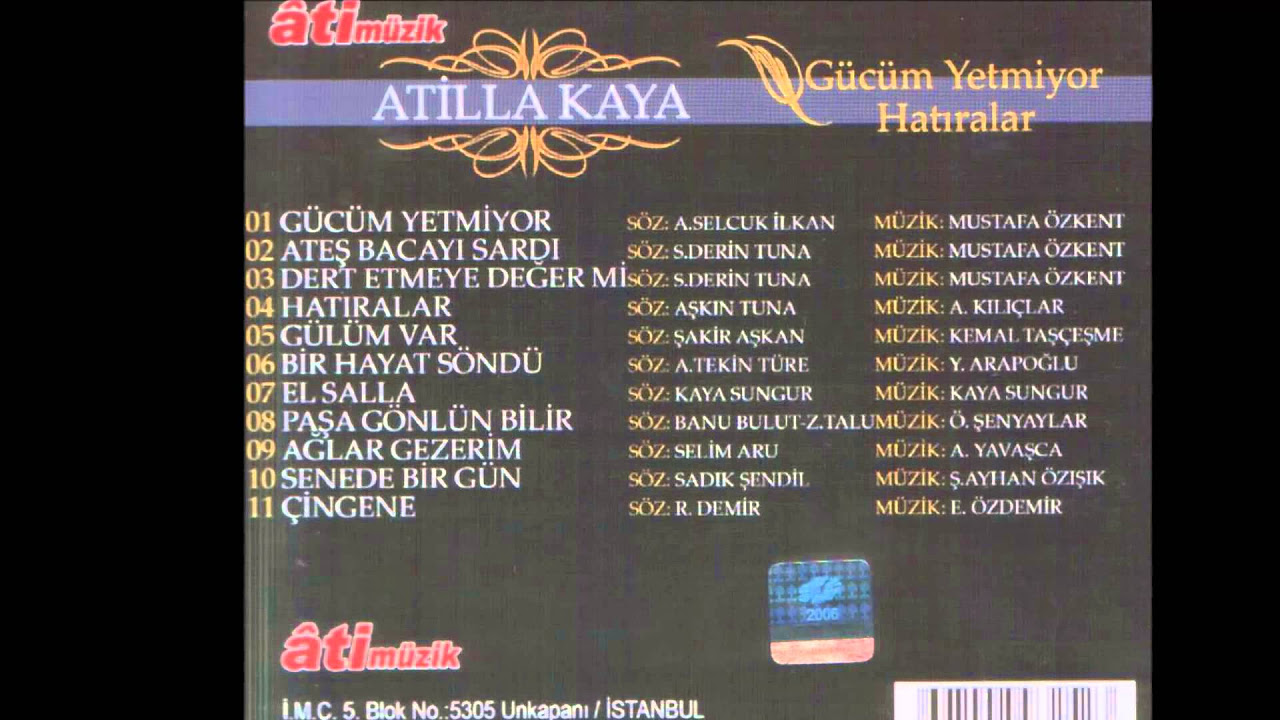 âti müzik
ATİLLA KAYA
Gücüm Yetmiyor
Hatıralar
01 GÜCÜM YETMİYOR SÖZ: A.SELCUK İLKAN MÜZİK: MUSTAFA ÖZKENT
02 ATEŞ BACAYI SARDI SÖZ: S.DERİN TUNA MÜZİK: MUSTAFA ÖZKENT
03 DERT ETMEYE DEĞER Mİ SÖZ: S.DERİN TUNA MÜZİK: MUSTAFA ÖZKENT
04 HATIRALAR SÖZ: AŞKIN TUNA MÜZİK: A. KILIÇLAR
05 GÜLÜM VAR SÖZ: ŞAKİR AŞKAN MÜZİK: KEMAL TAŞÇEŞME
06 BİR HAYAT SÖNDÜ SÖZ: A.TEKİN TÜRE MÜZİK: Y. ARAPOĞLU
07 EL SALLA SÖZ: KAYA SUNGUR MÜZİK: KAYA SUNGUR
08 PAŞA GÖNLÜN BİLİR SÖZ: BANU BULUT-Z.TALU MÜZİK: Ö. ŞENYAYLAR
09 AĞLAR GEZERİM SÖZ: SELİM ARU MÜZİK: A. YAVAŞCA
10 SENEDE BİR GÜN SÖZ: SADIK ŞENDİL MÜZİK: Ş.AYHAN ÖZIŞIK
11 ÇİNGENE SÖZ: R. DEMİR MÜZİK: E. ÖZDEMİR
2006
âti müzik
İ.M.Ç. 5. Blok No.:5305 Unkapanı / İSTANBUL